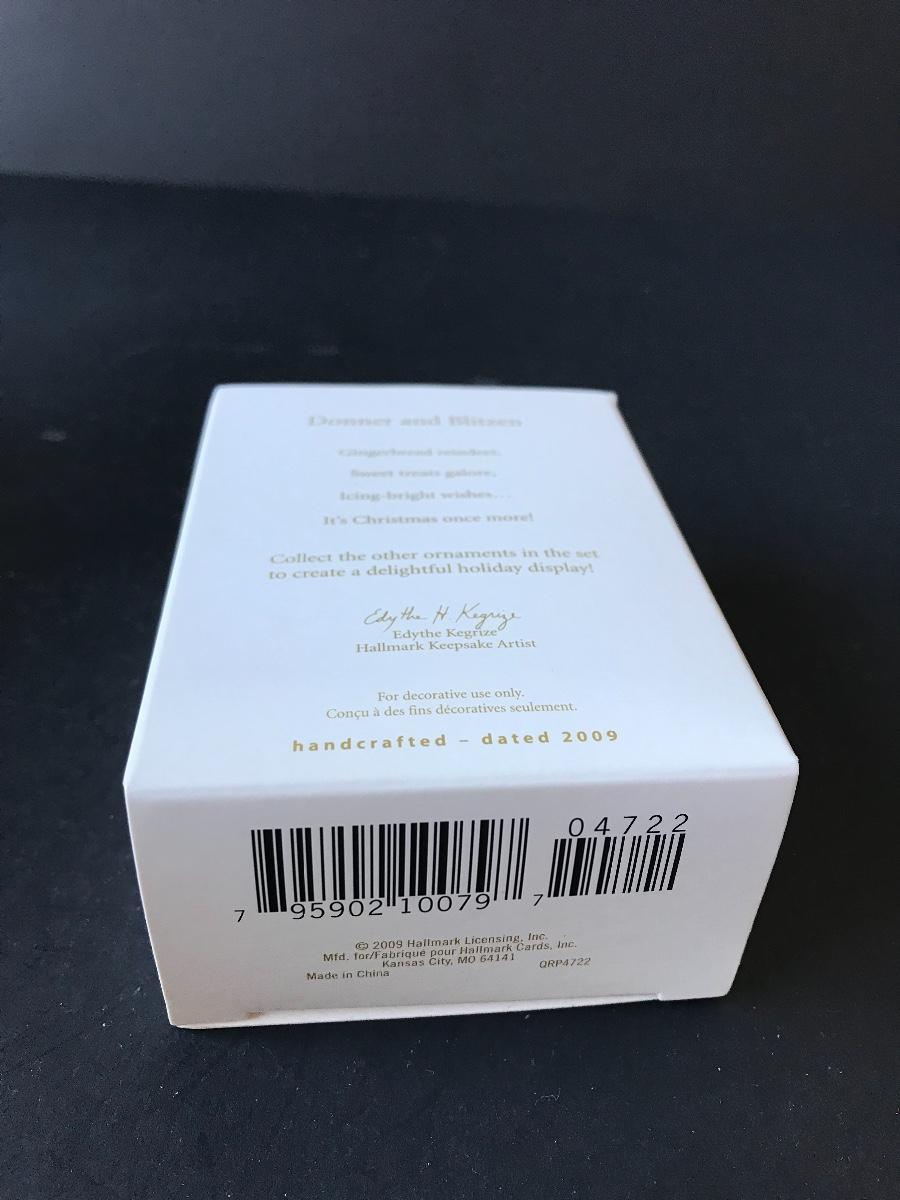 Donner and Blitzen
Gingerbread reindeer,
Sweet treats galore,
Icing-bright wishes...
It's Christmas once more!
Collect the other ornaments in the set
to create a delightful holiday display!
Edythe H. Kegrize
Edythe Kegrize
Hallmark Keepsake Artist
For decorative use only.
Conçu à des fins décoratives seulement.
handcrafted – dated 2009
04722
7 95902 10079 7
© 2009 Hallmark Licensing, Inc.
Mfd. for/Fabriqué pour Hallmark Cards, Inc.
Kansas City, MO 64141 QRP4722
Made in China